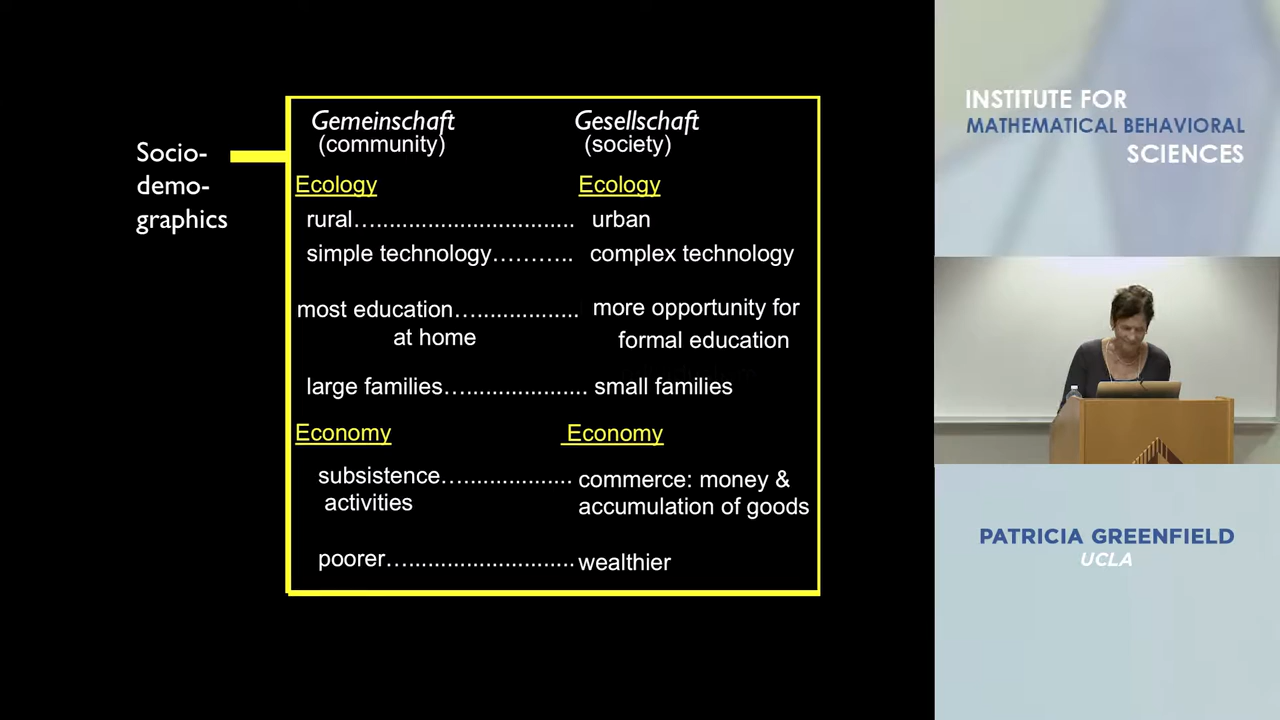 Socio-
demo-
graphics
Gemeinschaft
(community)
Gesellschaft
(society)
Ecology
Ecology
rural…............................... urban
simple technology……….. complex technology
most education…................ more opportunity for
at home formal education
large families….................... small families
Economy
Economy
subsistence….................. commerce: money &
activities accumulation of goods
poorer…......................... wealthier
INSTITUTE FOR
MATHEMATICAL BEHAVIORAL
SCIENCES
PATRICIA GREENFIELD
UCLA